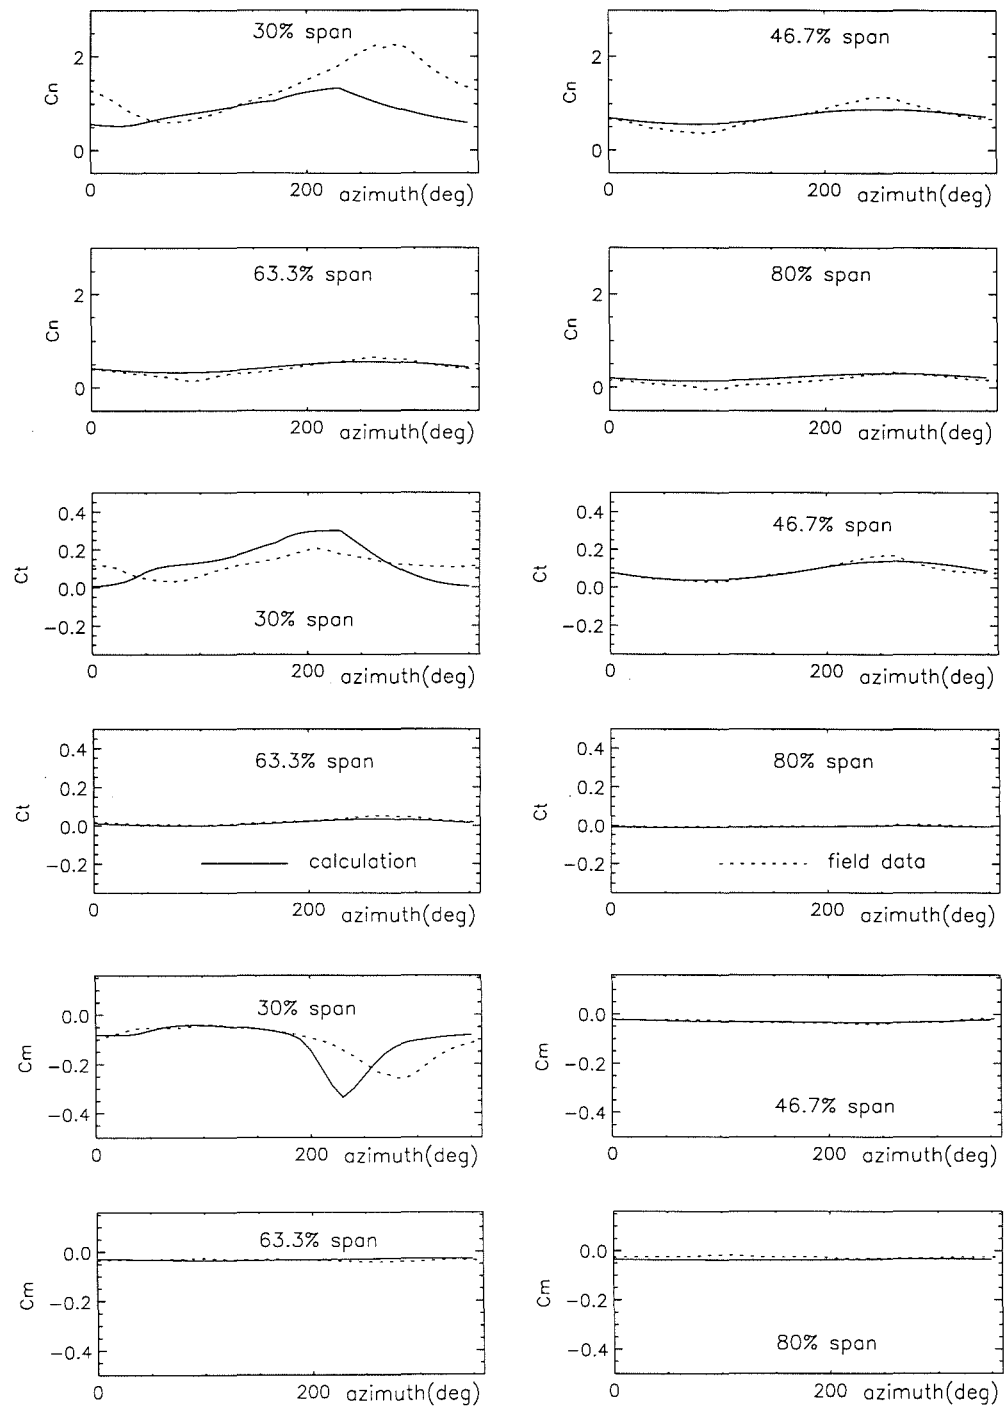 30% span
46.7% span
2
0
Cn
0
200
azimuth(deg)
2
0
Cn
0
200
azimuth(deg)
63.3% span
80% span
2
0
Cn
0
200
azimuth(deg)
2
0
Cn
0
200
azimuth(deg)
0.4
0.2
0.0
−0.2
Ct
30% span
0
200
azimuth(deg)
46.7% span
0.4
0.2
0.0
−0.2
Ct
0
200
azimuth(deg)
63.3% span
0.4
0.2
0.0
−0.2
Ct
calculation
0
200
azimuth(deg)
80% span
0.4
0.2
0.0
−0.2
Ct
field data
0
200
azimuth(deg)
30% span
0.0
−0.2
−0.4
Cm
0
200
azimuth(deg)
0.0
−0.2
−0.4
Cm
46.7% span
0
200
azimuth(deg)
63.3% span
0.0
−0.2
−0.4
Cm
0
200
azimuth(deg)
0.0
−0.2
−0.4
Cm
80% span
0
200
azimuth(deg)